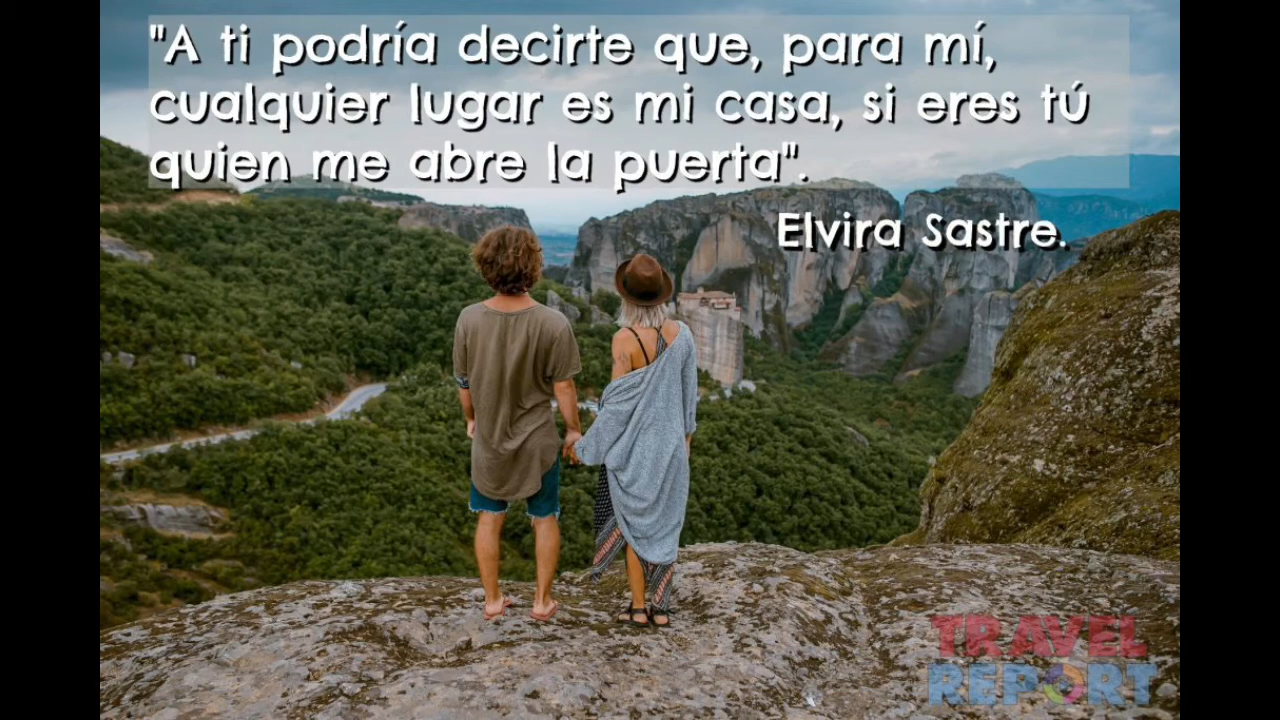 "A ti podría decirte que, para mí,
cualquier lugar es mi casa, si eres tú
quien me abre la puerta".
Elvira Sastre.
TRAVEL
REPORT